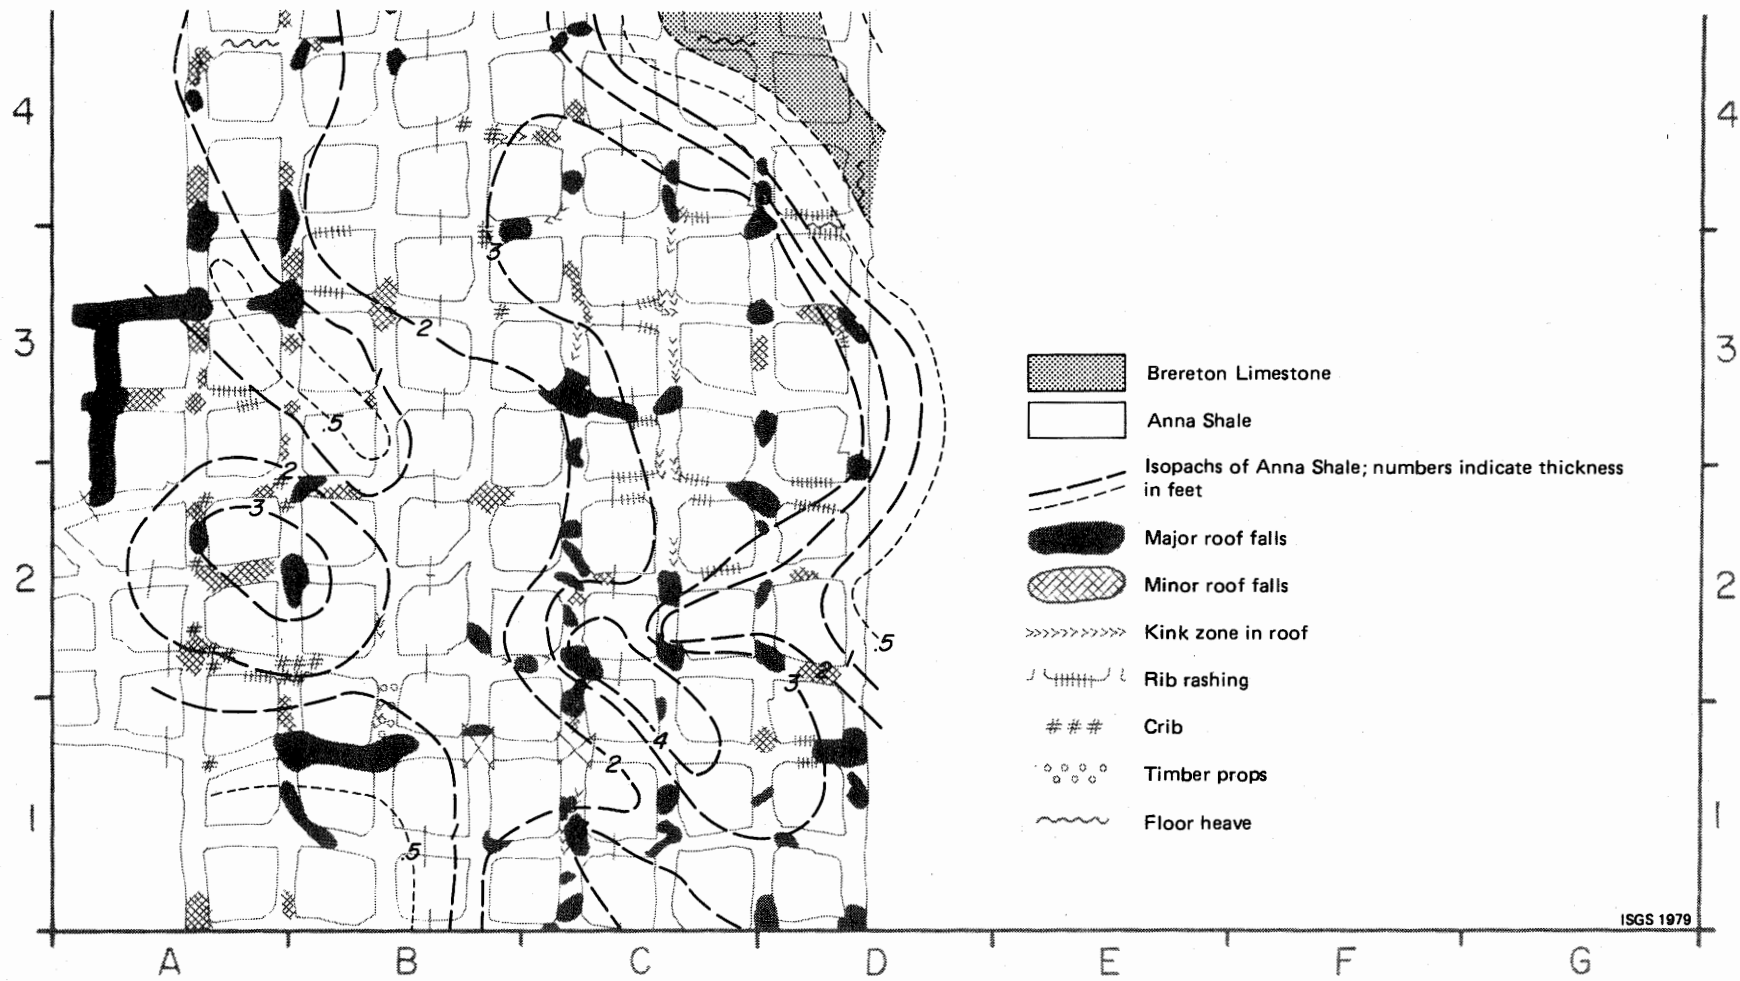 4
4
3
2
3
3
Brereton Limestone
Anna Shale
.5
Isopachs of Anna Shale; numbers indicate thickness
in feet
2
3
Major roof falls
2
Minor roof falls
2
Kink zone in roof
.5
2
3
Rib rashing
4
Crib
2
Timber props
1
Floor heave
1
.5
ISGS 1979
A
B
C
D
E
F
G